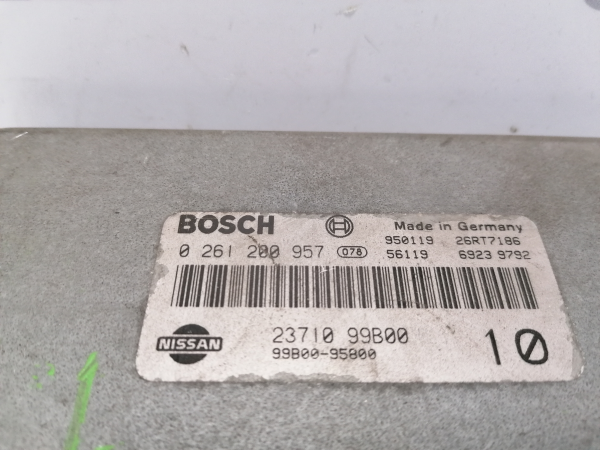 BOSCH Made in Germany
0 261 200 957 078 950119 26RT7186
56119 6923 9792
NISSAN 23710 99B00 10
99B00-95800